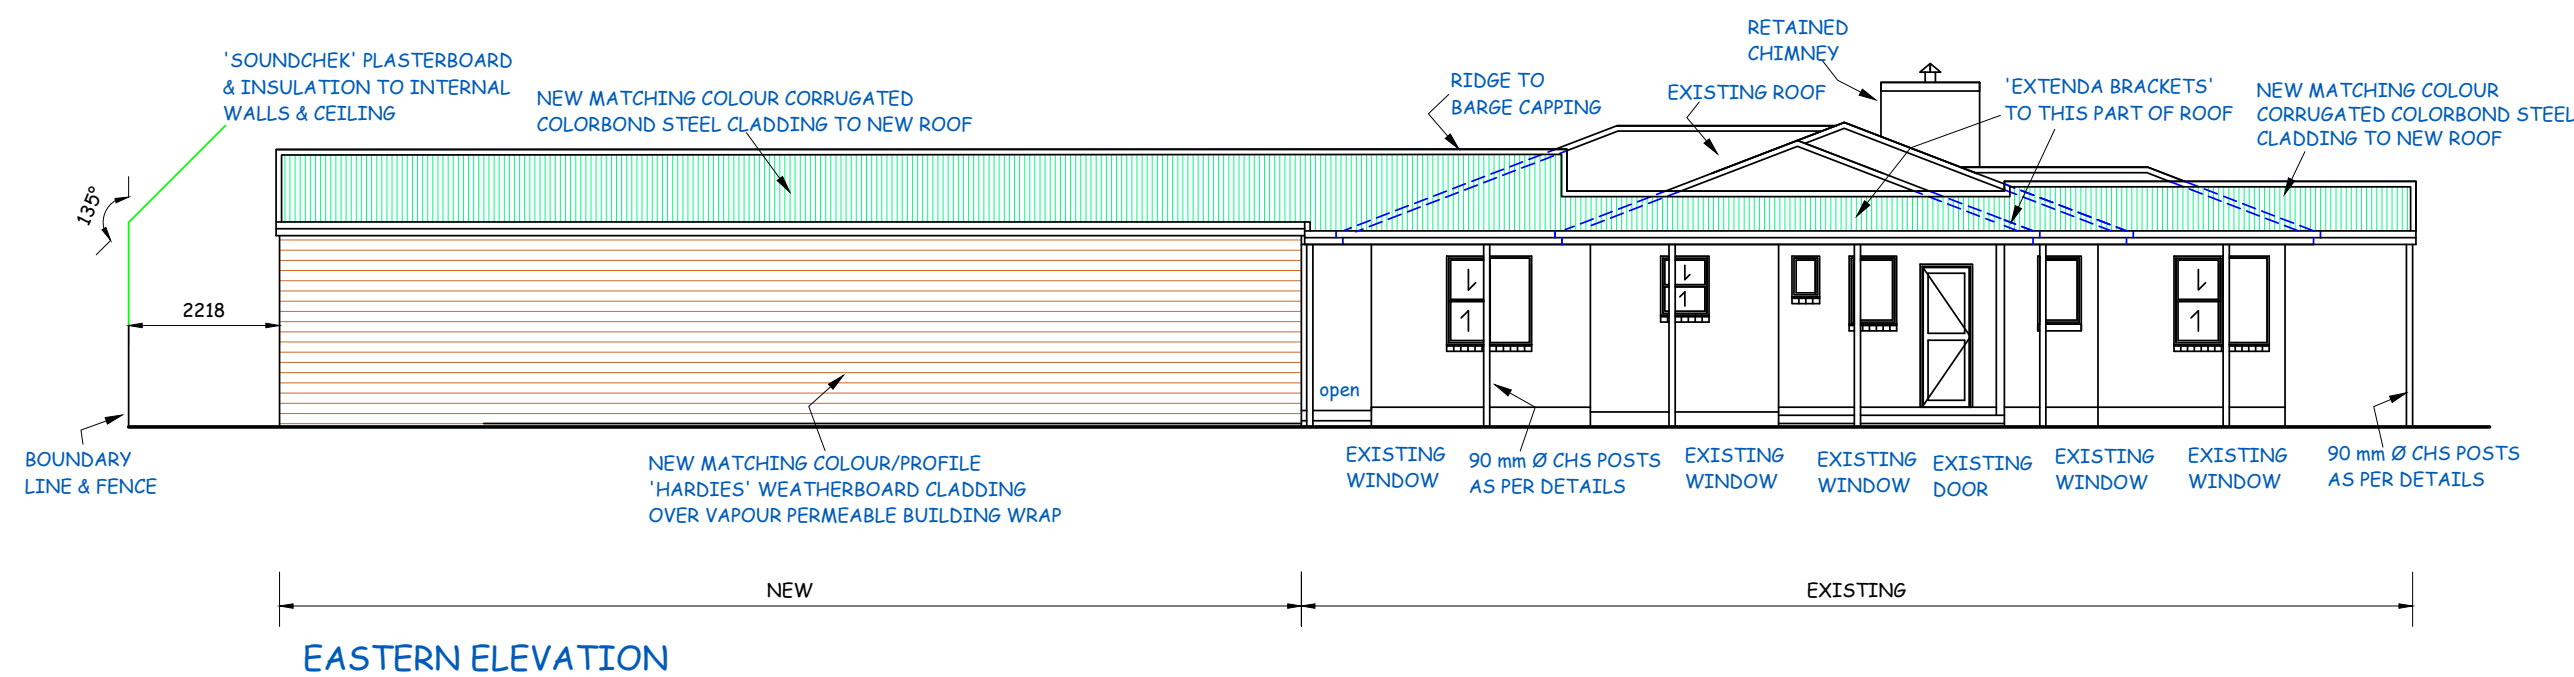 'SOUNDCHEK' PLASTERBOARD
& INSULATION TO INTERNAL
WALLS & CEILING
NEW MATCHING COLOUR CORRUGATED
COLORBOND STEEL CLADDING TO NEW ROOF
RIDGE TO
BARGE CAPPING
RETAINED
CHIMNEY
EXISTING ROOF
'EXTENDA BRACKETS'
TO THIS PART OF ROOF
NEW MATCHING COLOUR
CORRUGATED COLORBOND STEEL
CLADDING TO NEW ROOF
135°
2218
open
BOUNDARY
LINE & FENCE
NEW MATCHING COLOUR/PROFILE
'HARDIES' WEATHERBOARD CLADDING
OVER VAPOUR PERMEABLE BUILDING WRAP
EXISTING
WINDOW
90 mm Ø CHS POSTS
AS PER DETAILS
EXISTING
WINDOW
EXISTING
WINDOW
EXISTING
DOOR
EXISTING
WINDOW
EXISTING
WINDOW
90 mm Ø CHS POSTS
AS PER DETAILS
NEW
EXISTING
EASTERN ELEVATION